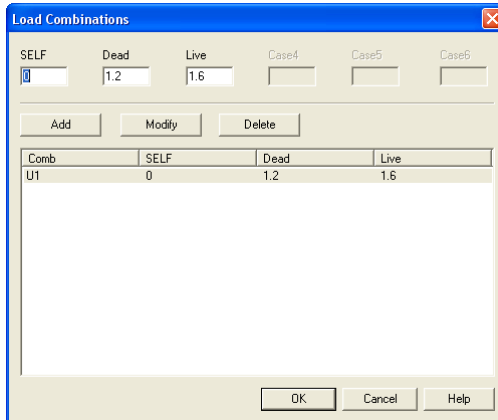 Load Combinations
SELF Dead Live Case4 Case5 Case6
0 1.2 1.6
Add Modify Delete
Comb SELF Dead Live
U1 0 1.2 1.6
OK Cancel Help